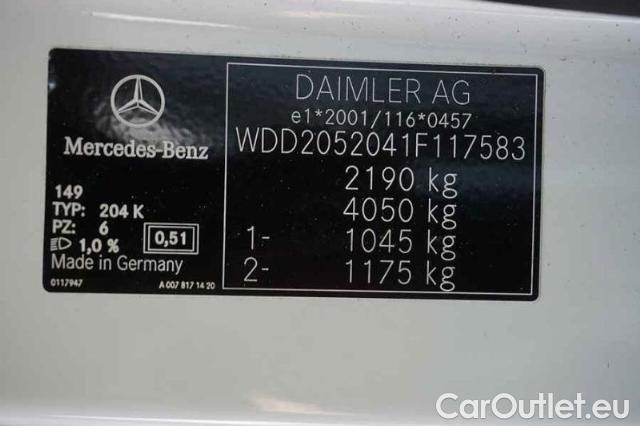 Mercedes-Benz
149
TYP: 204 K
PZ: 6
1,0 % 0,51
Made in Germany
0117947 A 007 817 14 20
DAIMLER AG
e1*2001/116*0457
WDD2052041F117583
2190 kg
4050 kg
1- 1045 kg
2- 1175 kg
CarOutlet.eu